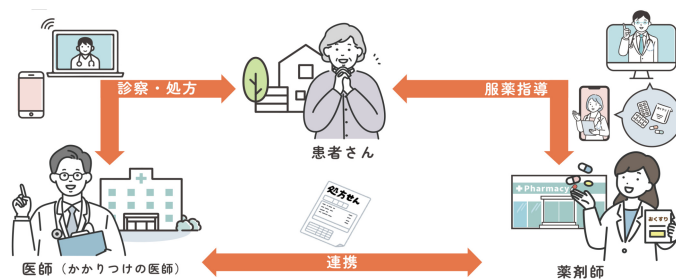 診察・処方
服薬指導
患者さん
処方せん
Pharmacy
おくすり
医師（かかりつけの医師）
連携
薬剤師